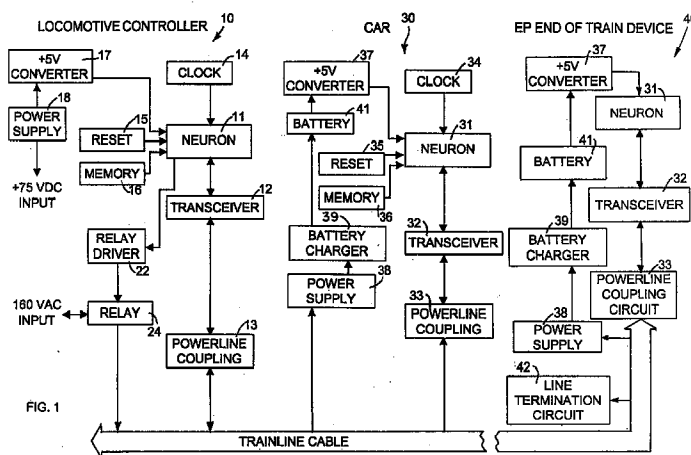 LOCOMOTIVE CONTROLLER 10
+5V CONVERTER 17
CLOCK 14
18 POWER SUPPLY
15 RESET
11 NEURON
MEMORY 16
+75 VDC INPUT
12 TRANSCEIVER
RELAY DRIVER 22
160 VAC INPUT
RELAY 24
13 POWERLINE COUPLING
CAR 30
37 +5V CONVERTER
CLOCK 34
41 BATTERY
31 NEURON
35 RESET
MEMORY 36
39 BATTERY CHARGER
32 TRANSCEIVER
POWER SUPPLY 38
33 POWERLINE COUPLING
EP END OF TRAIN DEVICE
37 +5V CONVERTER
31 NEURON
41 BATTERY
32 TRANSCEIVER
39 BATTERY CHARGER
33 POWERLINE COUPLING CIRCUIT
38 POWER SUPPLY
42 LINE TERMINATION CIRCUIT
FIG. 1
TRAINLINE CABLE